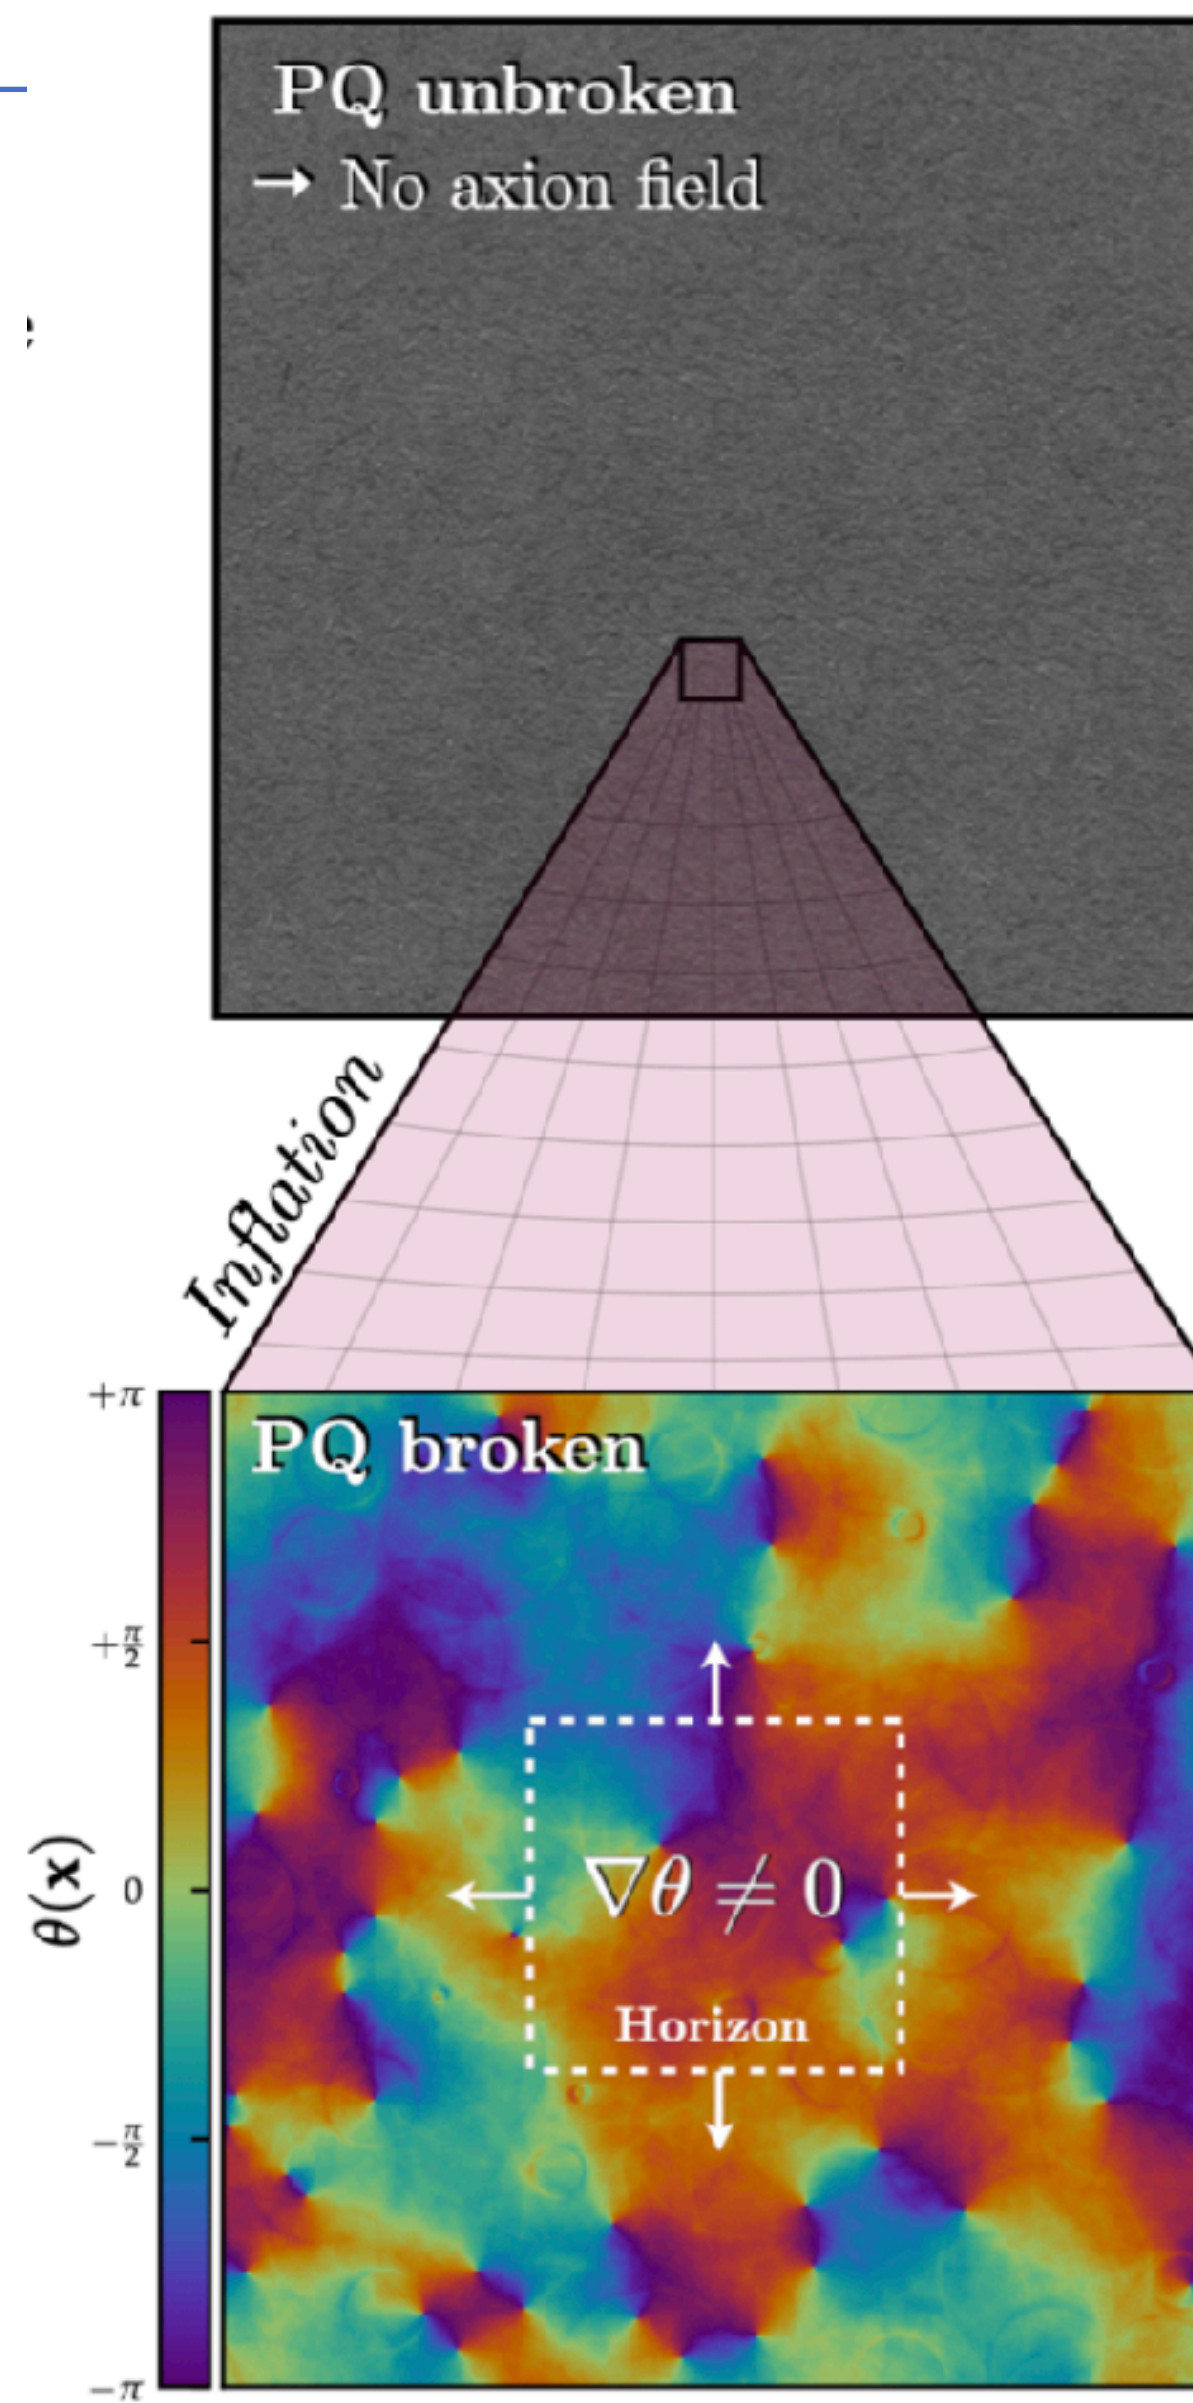 PQ unbroken
→ No axion field
Inflation
PQ broken
+π
+π/2
0
−π/2
−π
θ(x)
∇θ ≠ 0
Horizon